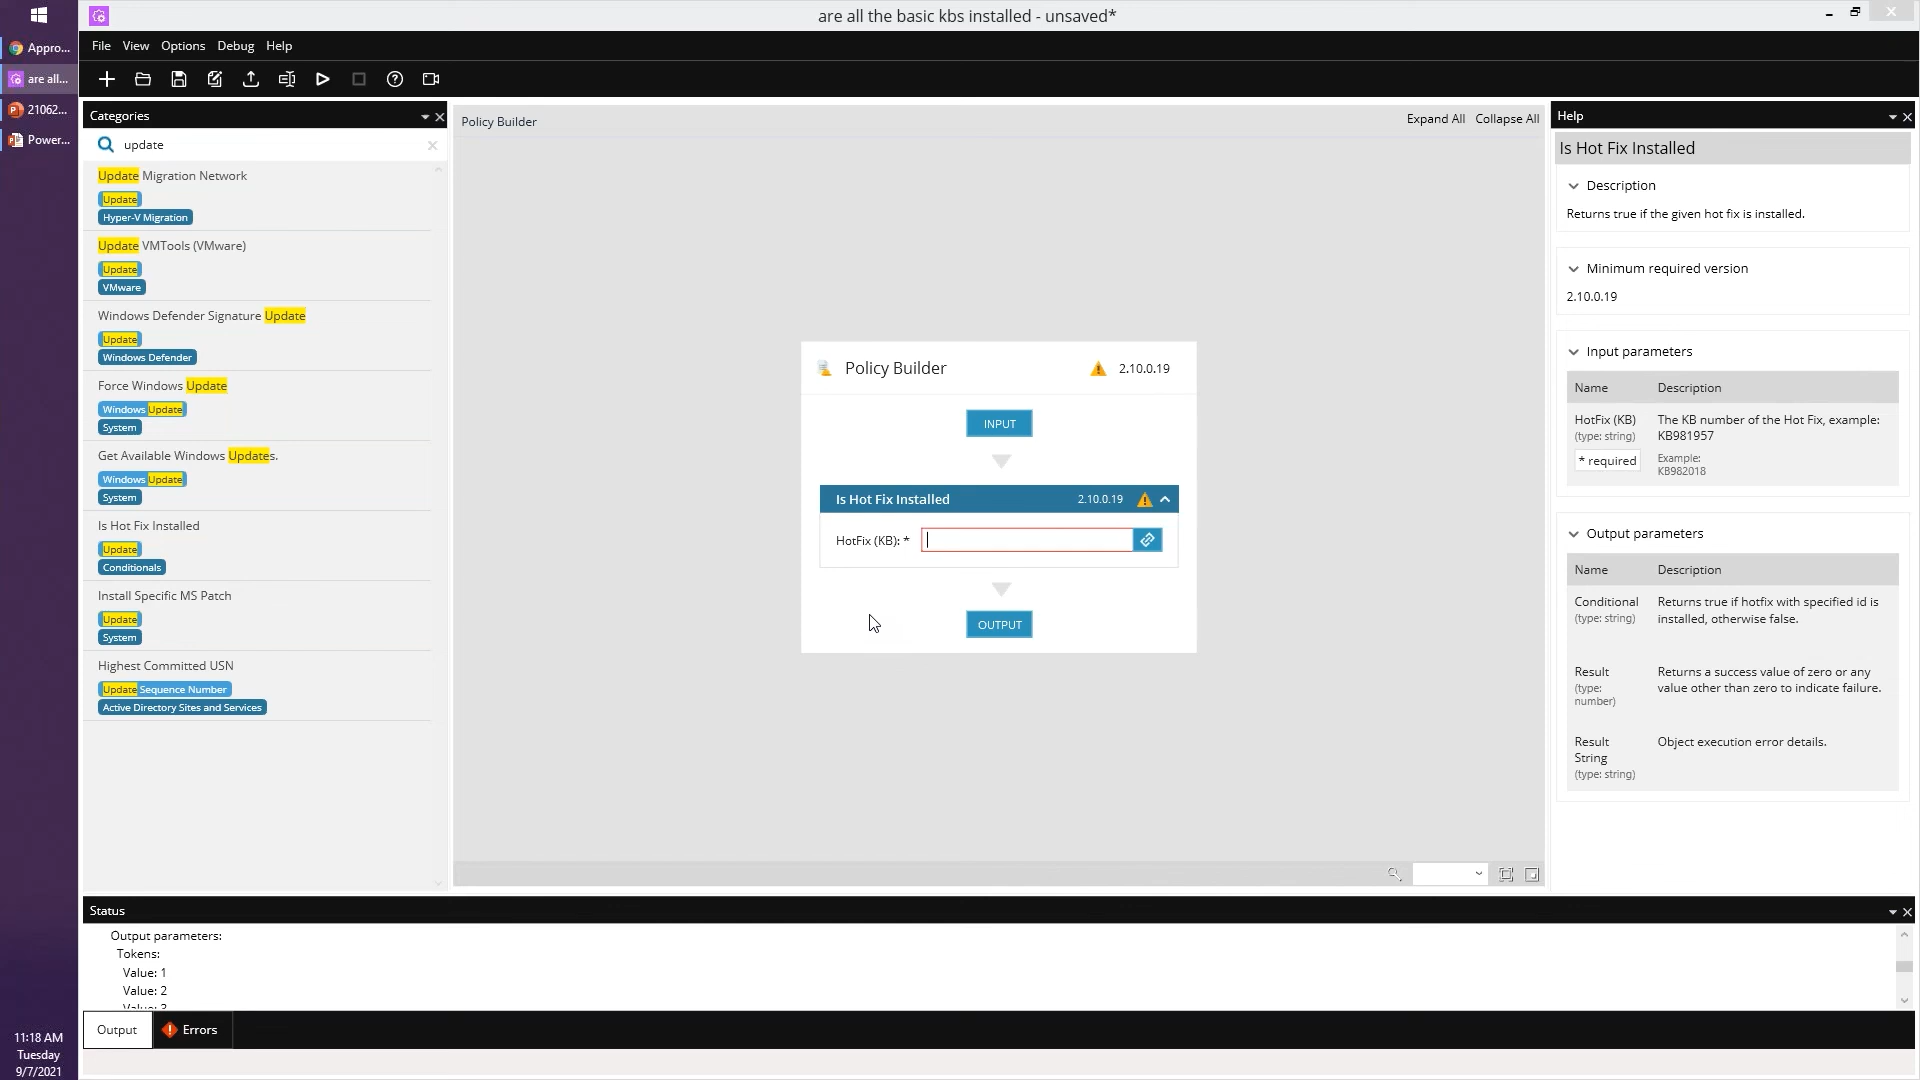 are all the basic kbs installed - unsaved*
Appro...
are all...
21062...
Power...
File View Options Debug Help
Categories
update
Update Migration Network
Update
Hyper-V Migration
Update VMTools (VMware)
Update
VMware
Windows Defender Signature Update
Update
Windows Defender
Force Windows Update
Windows Update
System
Get Available Windows Updates.
Windows Update
System
Is Hot Fix Installed
Update
Conditionals
Install Specific MS Patch
Update
System
Highest Committed USN
Update Sequence Number
Active Directory Sites and Services
Policy Builder
Expand All Collapse All
Policy Builder 2.10.0.19
INPUT
Is Hot Fix Installed 2.10.0.19
HotFix (KB): *
OUTPUT
Help
Is Hot Fix Installed
Description
Returns true if the given hot fix is installed.
Minimum required version
2.10.0.19
Input parameters
Name Description
HotFix (KB) The KB number of the Hot Fix, example:
(type: string) KB981957
* required Example:
KB982018
Output parameters
Name Description
Conditional Returns true if hotfix with specified id is
(type: string) installed, otherwise false.
Result Returns a success value of zero or any
(type: value other than zero to indicate failure.
number)
Result Object execution error details.
String
(type: string)
Status
Output parameters:
Tokens:
Value: 1
Value: 2
Value: 3
Output Errors
11:18 AM
Tuesday
9/7/2021